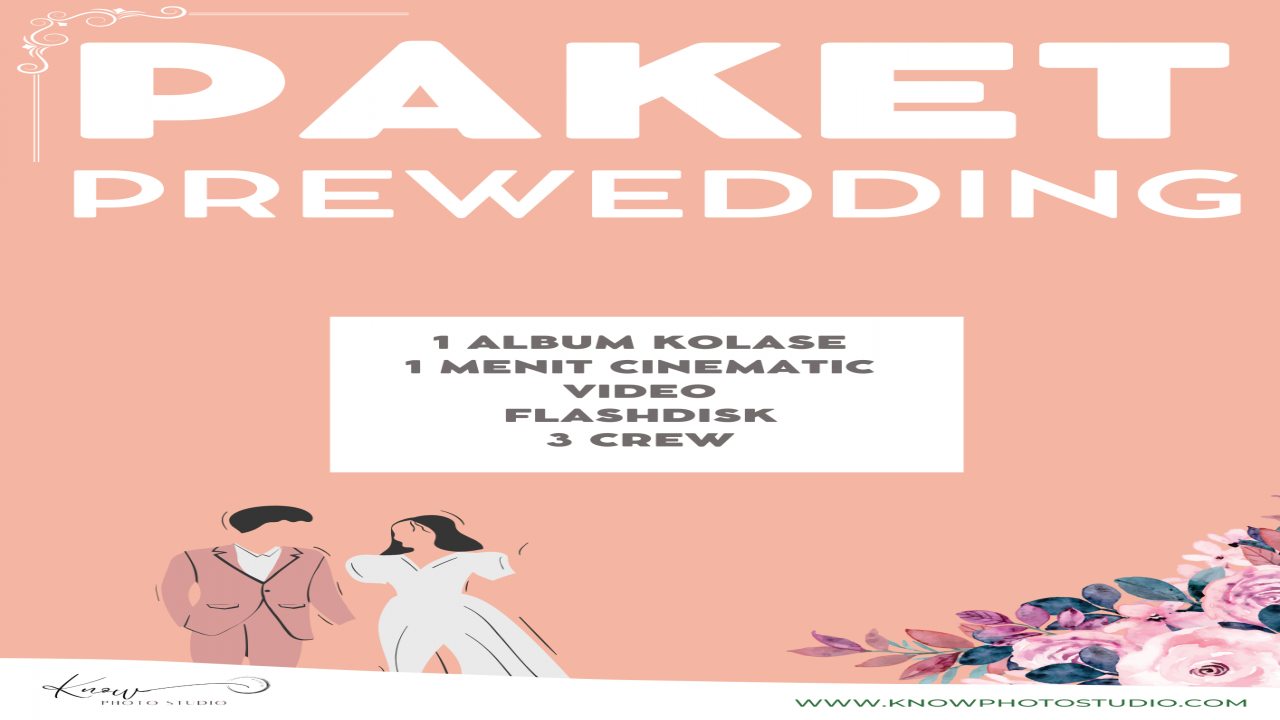 PAKET
PREWEDDING
1 ALBUM KOLASE
1 MENIT CINEMATIC
VIDEO
FLASHDISK
3 CREW
Know
PHOTO STUDIO
WWW.KNOWPHOTOSTUDIO.COM